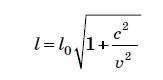 l = l₀ √(1 + c²/v²)